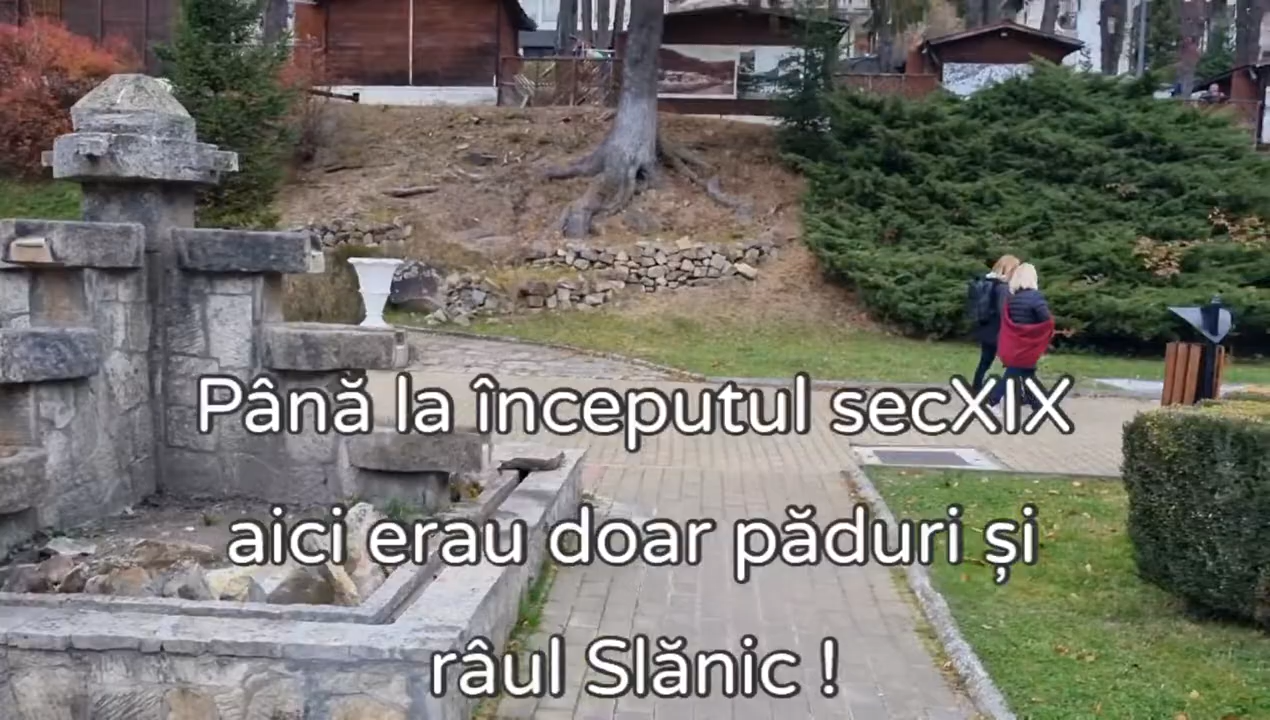 Până la începutul secXIX
aici erau doar păduri și
râul Slănic !